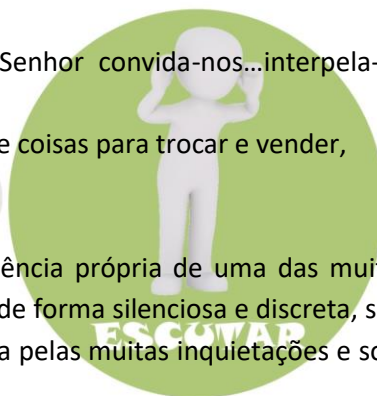 Senhor convida-nos…interpela-
e coisas para trocar e vender,
ência própria de uma das muit
de forma silenciosa e discreta, s
a pelas muitas inquietações e so
ESCUTAR